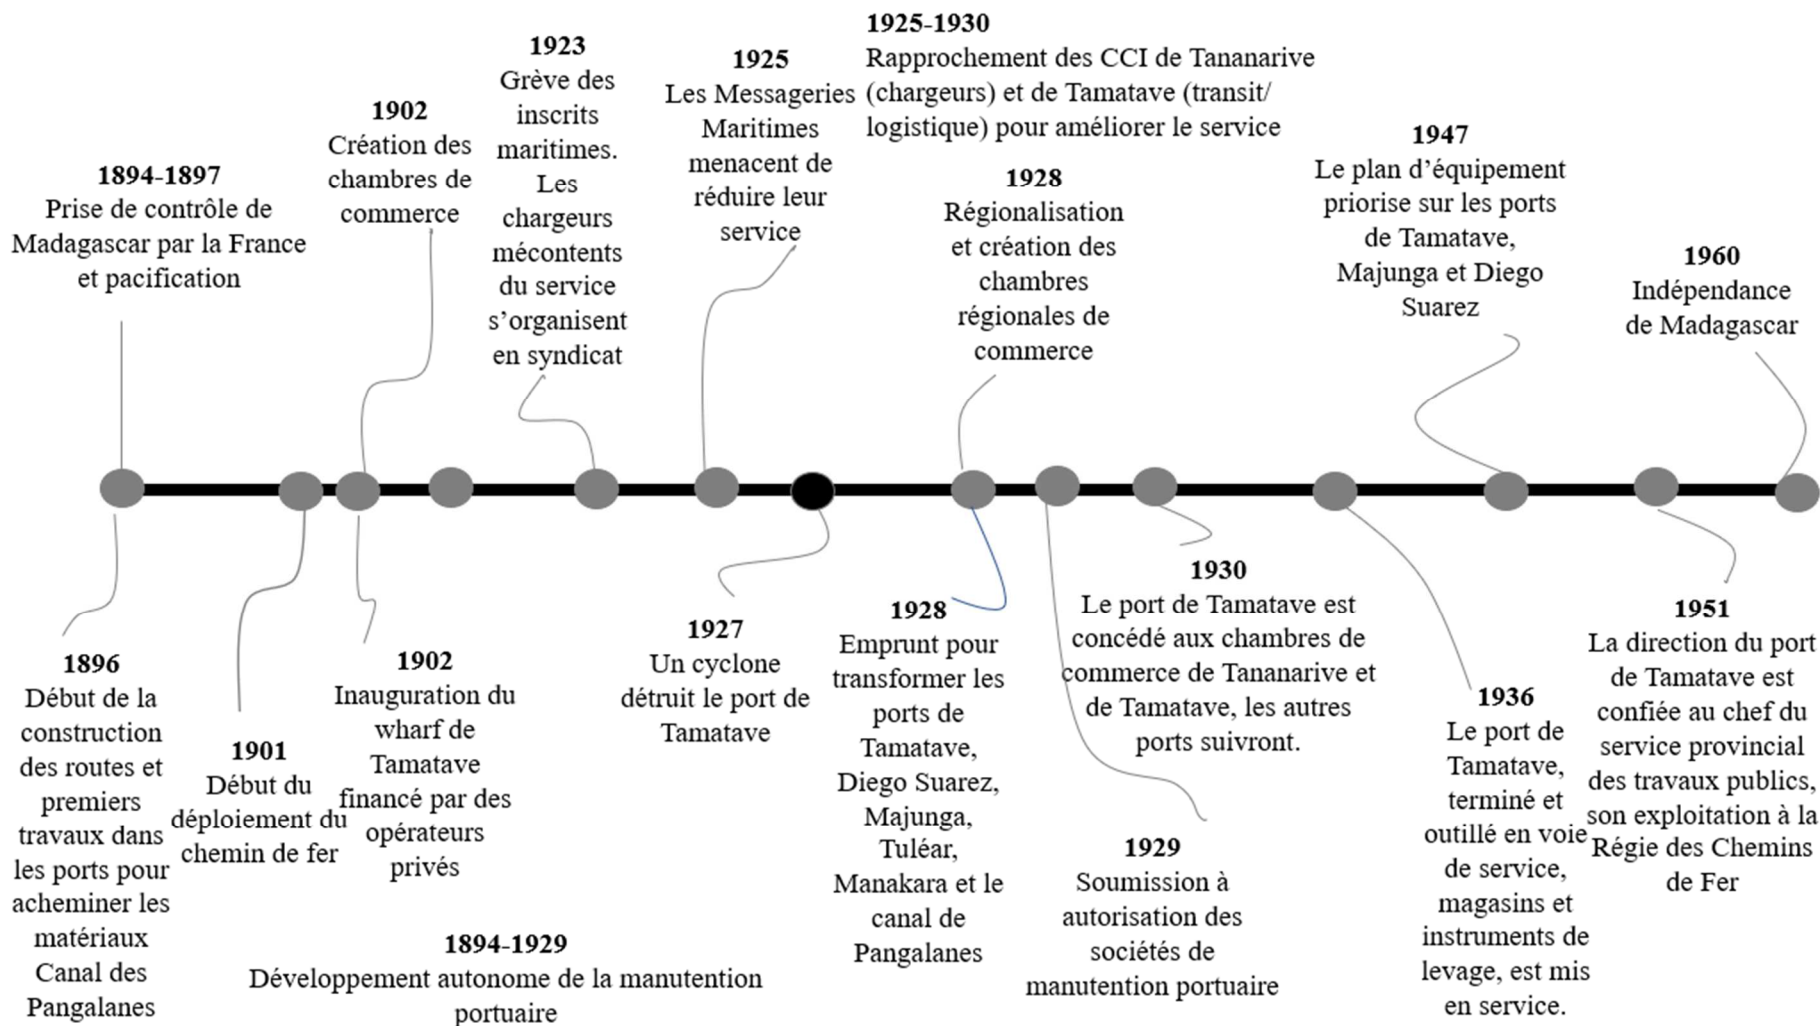 1894-1897
Prise de contrôle de
Madagascar par la France
et pacification
1902
Création des
chambres de
commerce
1923
Grève des
inscrits
maritimes.
Les
chargeurs
mécontents
du service
s’organisent
en syndicat
1925
Les Messageries
Maritimes
menacent de
réduire leur
service
1925-1930
Rapprochement des CCI de Tananarive
(chargeurs) et de Tamatave (transit/
logistique) pour améliorer le service
1928
Régionalisation
et création des
chambres
régionales de
commerce
1947
Le plan d’équipement
priorise sur les ports
de Tamatave,
Majunga et Diego
Suarez
1960
Indépendance
de Madagascar
1896
Début de la
construction
des routes et
premiers
travaux dans
les ports pour
acheminer les
matériaux
Canal des
Pangalanes
1901
Début du
déploiement du
chemin de fer
1902
Inauguration du
wharf de
Tamatave
financé par des
opérateurs
privés
1894-1929
Développement autonome de la manutention
portuaire
1927
Un cyclone
détruit le port de
Tamatave
1928
Emprunt pour
transformer les
ports de
Tamatave,
Diego Suarez,
Majunga,
Tuléar,
Manakara et le
canal de
Pangalanes
1929
Soumission à
autorisation des
sociétés de
manutention portuaire
1930
Le port de Tamatave est
concédé aux chambres de
commerce de Tananarive et
de Tamatave, les autres
ports suivront.
1936
Le port de
Tamatave,
terminé et
outillé en voie
de service,
magasins et
instruments de
levage, est mis
en service.
1951
La direction du port
de Tamatave est
confiée au chef du
service provincial
des travaux publics,
son exploitation à la
Régie des Chemins
de Fer